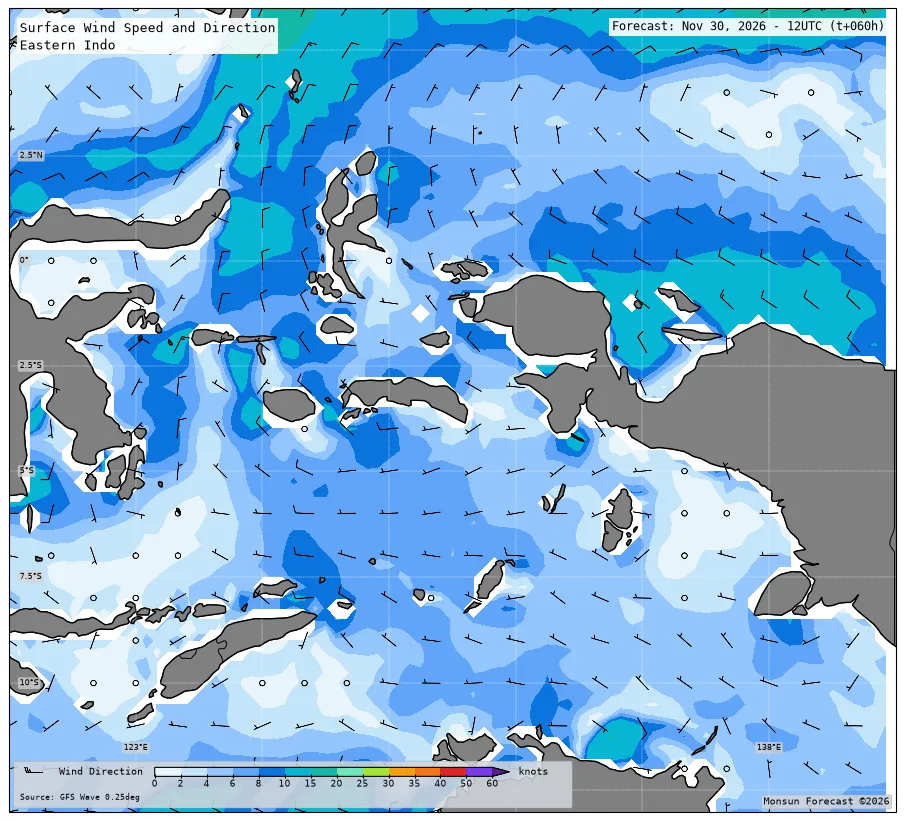 Surface Wind Speed and Direction
Eastern Indo
Forecast: Nov 30, 2026 - 12UTC (t+060h)
2.5°N
0°
2.5°S
5°S
7.5°S
10°S
123°E
138°E
Wind Direction
0 2 4 6 8 10 15 20 25 30 35 40 50 60
knots
Source: GFS Wave 0.25deg
Monsun Forecast ©2026